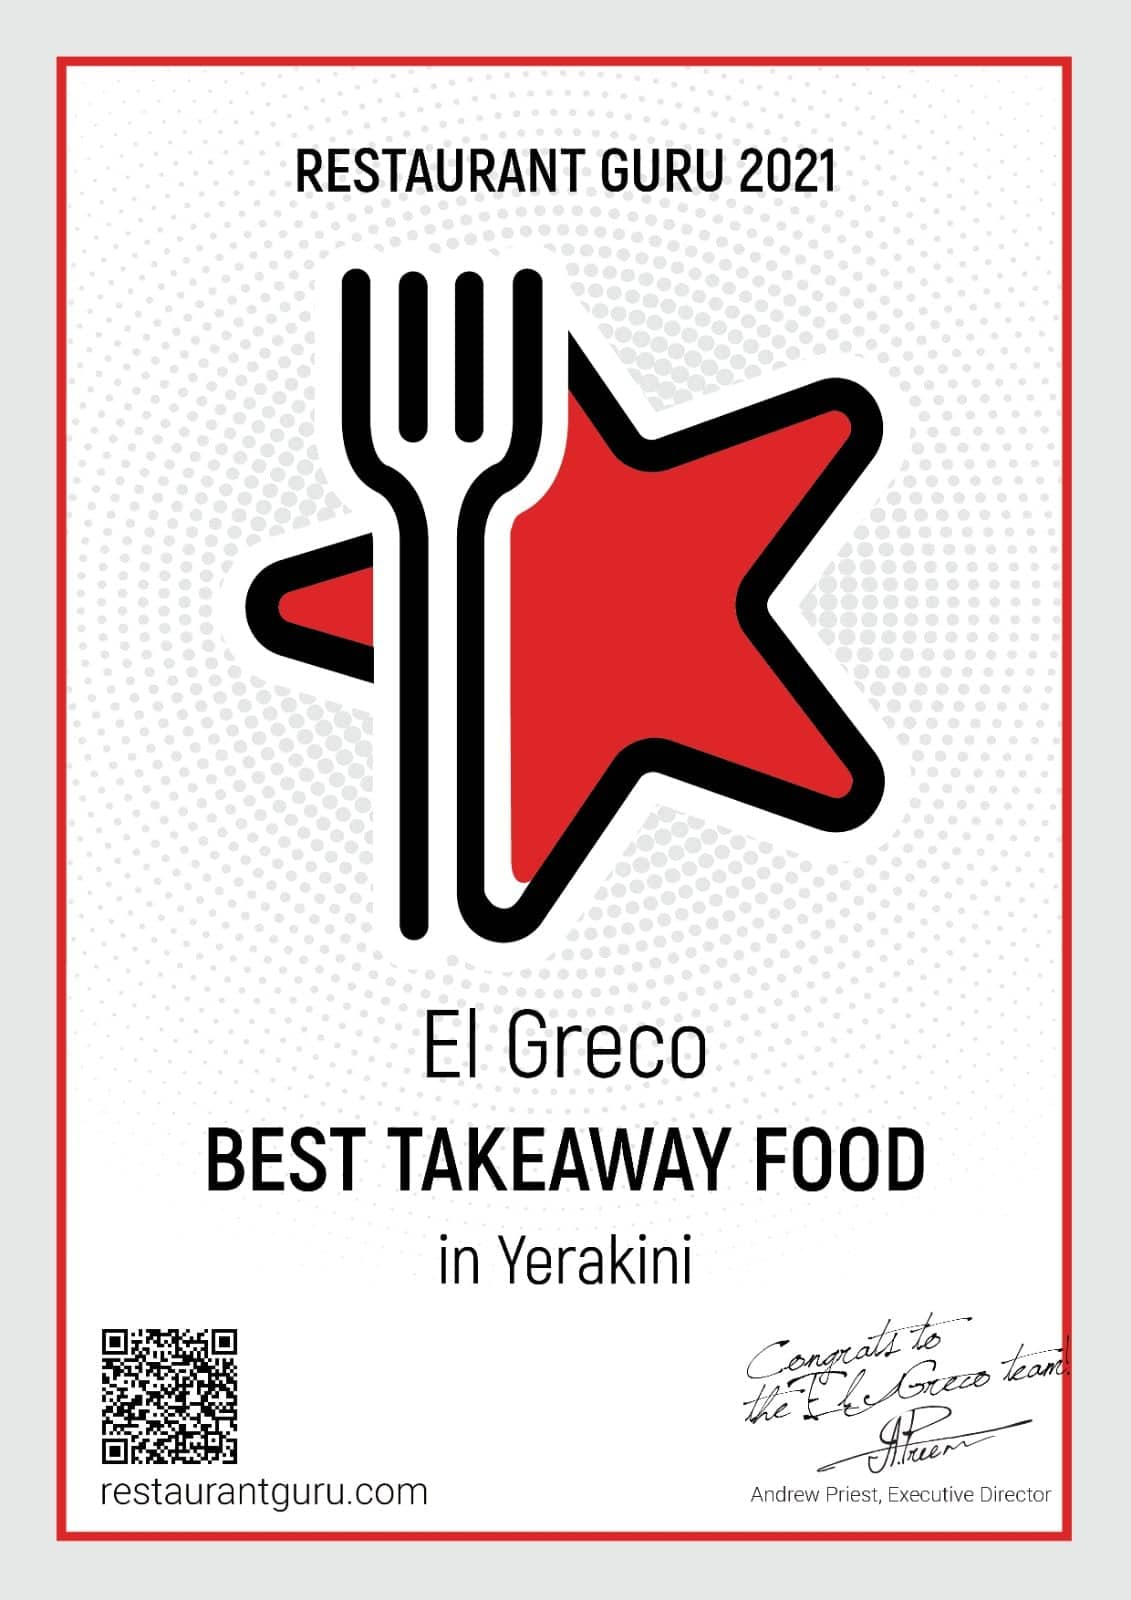 RESTAURANT GURU 2021
El Greco
BEST TAKEAWAY FOOD
in Yerakini
Congrats to
the El Greco team!
restaurantguru.com
Andrew Priest, Executive Director